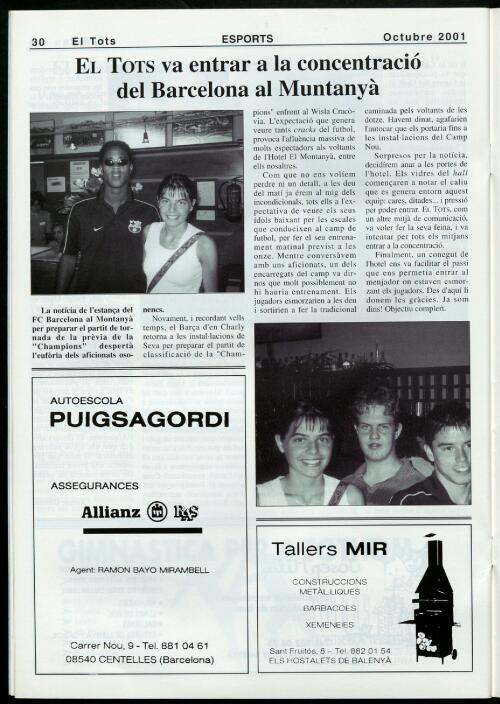 30 El Tots ESPORTS Octubre 2001
EL TOTS va entrar a la concentració
del Barcelona al Muntanyà
La notícia de l'estança del
FC Barcelona al Montanyà
per preparar el partit de tor-
nada de la prèvia de la
"Champions" despertà
l'eufòria dels aficionats oso-
nencs.
Novament, i recordant vells
temps, el Barça d'en Charly
retorna a les instal·lacions de
Seva per preparar el partit de
classificació de la "Cham-
pions" enfront al Wisla Cracò-
via. L'expectació que genera
veure tants cracks del futbol,
provoca l'afluència massiva de
molts espectadors als voltants
de l'Hotel El Montanyà, entre
ells nosaltres.
Com que no ens volíem
perdre ni un detall, a les deu
del matí ja érem al mig dels
incondicionals, tots ells a l'ex-
pectativa de veure els seus
ídols baixant per les escales
que condueixen al camp de
futbol, per fer el seu entrena-
ment matinal previst a les
onze. Mentre conversàvem
amb uns aficionats, un dels
encarregats del camp va dir-
nos que molt possiblement no
hi hauria entrenament. Els
jugadors esmorzarien a les deu
i sortirien a fer la tradicional
caminada pels voltants de les
dotze. Havent dinat, agafarien
l'autocar que els portaria fins a
les instal·lacions del Camp
Nou.
Sorpresos per la notícia,
decidírem anar a les portes de
l'hotel. Els vidres del hall
començaren a notar el caliu
que es genera entorn aquest
equip: cares, ditades... i pressió
per poder entrar. EL TOTS, com
un altre mitjà de comunicació,
va voler fer la seva feina, i va
intentar per tots els mitjans
entrar a la concentració.
Finalment, un conegut de
l'hotel ens va facilitar el passi
que ens permetia entrar al
menjador on estaven esmor-
zant els jugadors. Des d'aquí li
donem les gràcies. Ja som
dins! Objectiu complert.
AUTOESCOLA
PUIGSAGORDI
ASSEGURANCES
Allianz RAS
Agent: RAMON BAYO MIRAMBELL
Carrer Nou, 9 - Tel. 881 04 61
08540 CENTELLES (Barcelona)
Tallers MIR
CONSTRUCCIONS
METÀL·LIQUES
BARBACOES
XEMENEIES
Sant Fruitós, 8 - Tel. 882 01 54
ELS HOSTALETS DE BALENYÀ